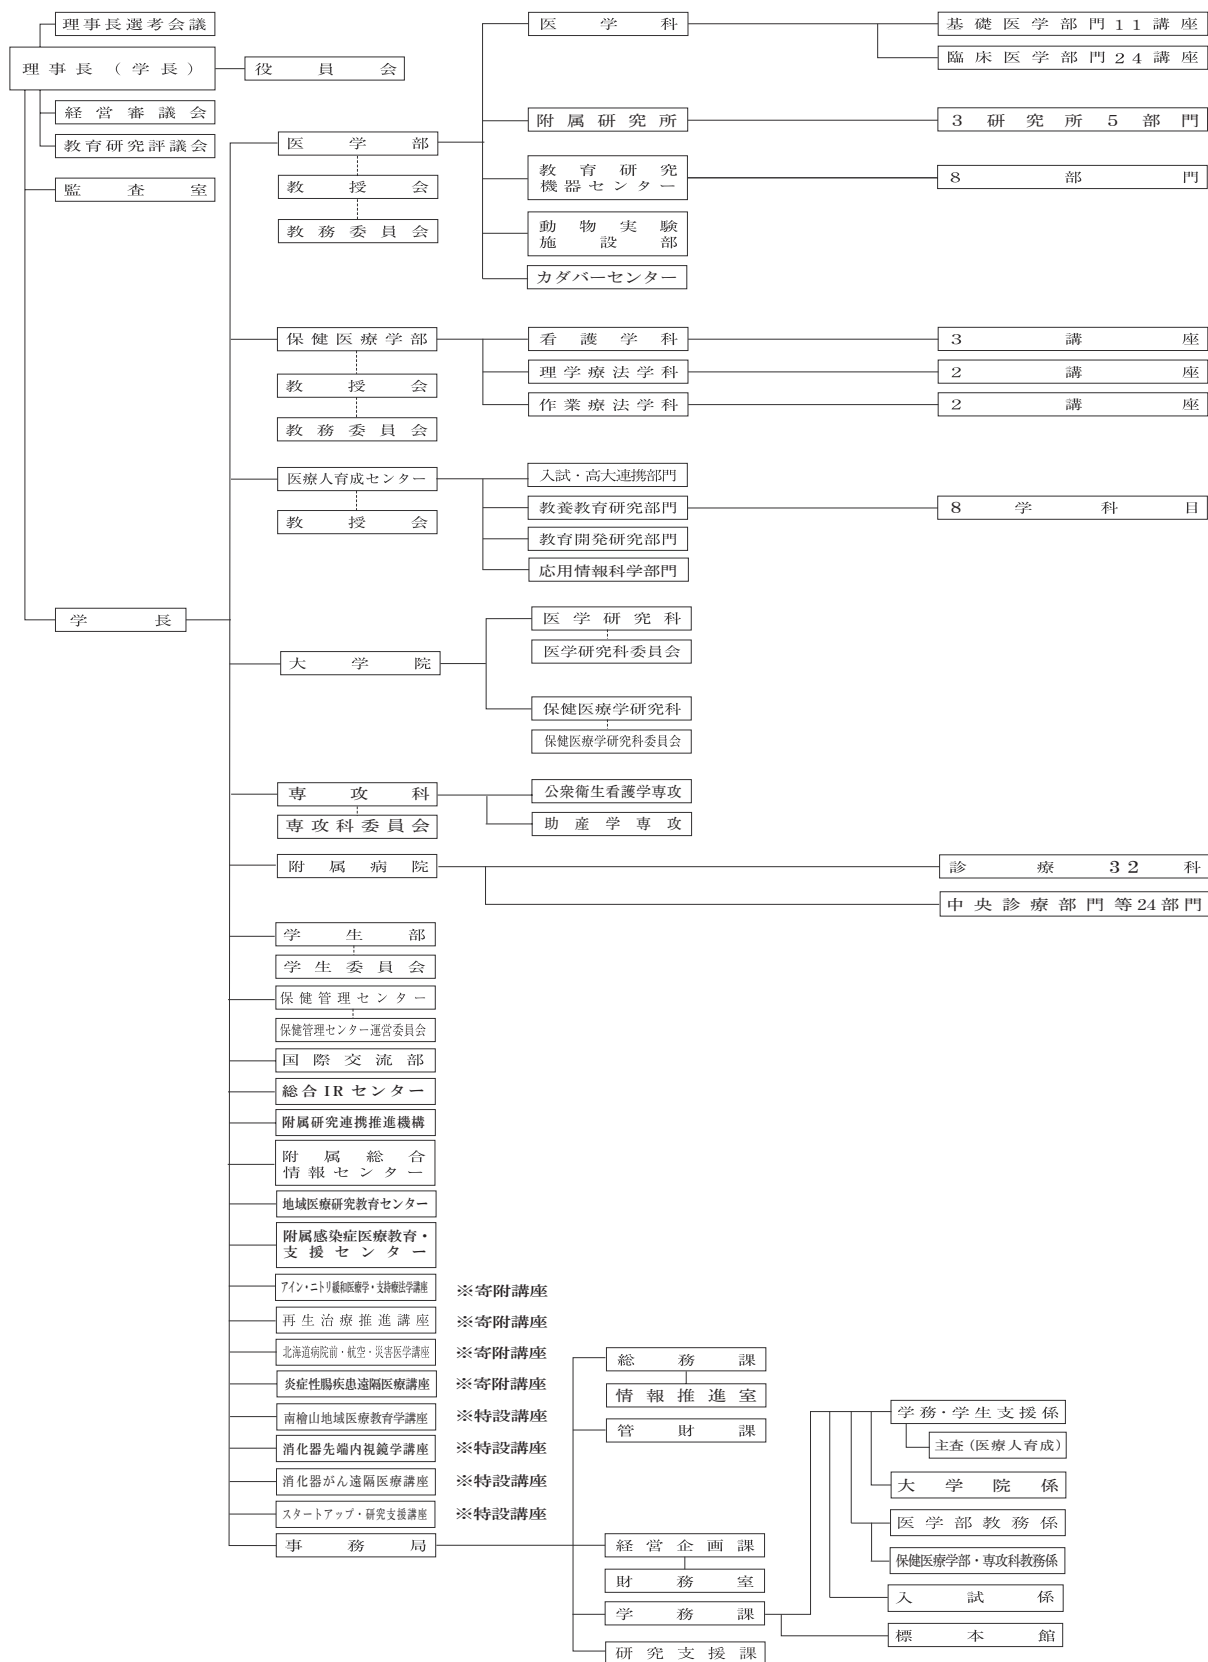 理事長選考会議
理事長（学長）
役員会
経営審議会
教育研究評議会
監査室
学長
医学部
教授会
教務委員会
医学科
基礎医学部門11講座
臨床医学部門24講座
附属研究所
3研究所5部門
教育研究
機器センター
8部門
動物実験
施設部
カダバーセンター
保健医療学部
教授会
教務委員会
看護学科
3講座
理学療法学科
2講座
作業療法学科
2講座
医療人育成センター
教授会
入試・高大連携部門
教養教育研究部門
8学科目
教育開発研究部門
応用情報科学部門
大学院
医学研究科
医学研究科委員会
保健医療学研究科
保健医療学研究科委員会
専攻科
専攻科委員会
公衆衛生看護学専攻
助産学専攻
附属病院
診療32科
中央診療部門等24部門
学生部
学生委員会
保健管理センター
保健管理センター運営委員会
国際交流部
総合IRセンター
附属研究連携推進機構
附属総合
情報センター
地域医療研究教育センター
附属感染症医療教育・
支援センター
アイン・ニトリ緩和医療学・支持療法学講座 ※寄附講座
再生治療推進講座 ※寄附講座
北海道病院前・航空・災害医学講座 ※寄附講座
炎症性腸疾患遠隔医療講座 ※寄附講座
南檜山地域医療教育学講座 ※特設講座
消化器先端内視鏡学講座 ※特設講座
消化器がん遠隔医療講座 ※特設講座
スタートアップ・研究支援講座 ※特設講座
事務局
総務課
情報推進室
管財課
経営企画課
財務室
学務課
研究支援課
学務・学生支援係
主査（医療人育成）
大学院係
医学部教務係
保健医療学部・専攻科教務係
入試係
標本館